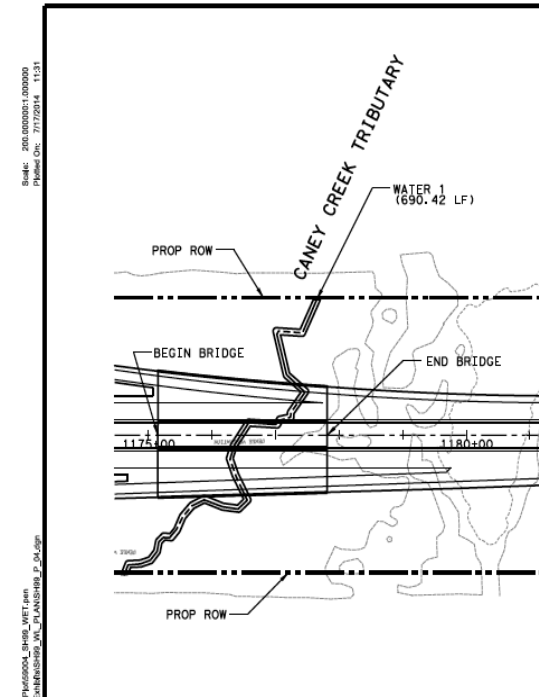 Scale: 200.000000:1.000000
Plotted On: 7/17/2014 11:31
CANEY CREEK TRIBUTARY
WATER 1
(690.42 LF)
PROP ROW
BEGIN BRIDGE
END BRIDGE
1175+00
1180+00
PROP ROW